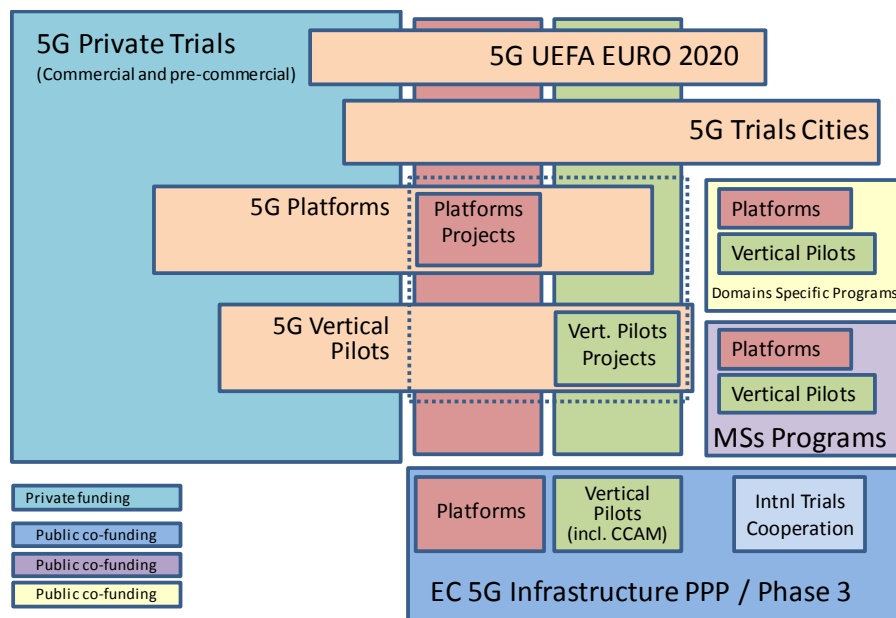 5G Private Trials
(Commercial and pre-commercial)
5G UEFA EURO 2020
5G Trials Cities
5G Platforms
Platforms
Projects
5G Vertical
Pilots
Vert. Pilots
Projects
Platforms
Vertical Pilots
Domains Specific Programs
Platforms
Vertical Pilots
MSs Programs
Private funding
Public co-funding
Public co-funding
Public co-funding
Platforms
Vertical
Pilots
(incl. CCAM)
Intnl Trials
Cooperation
EC 5G Infrastructure PPP / Phase 3